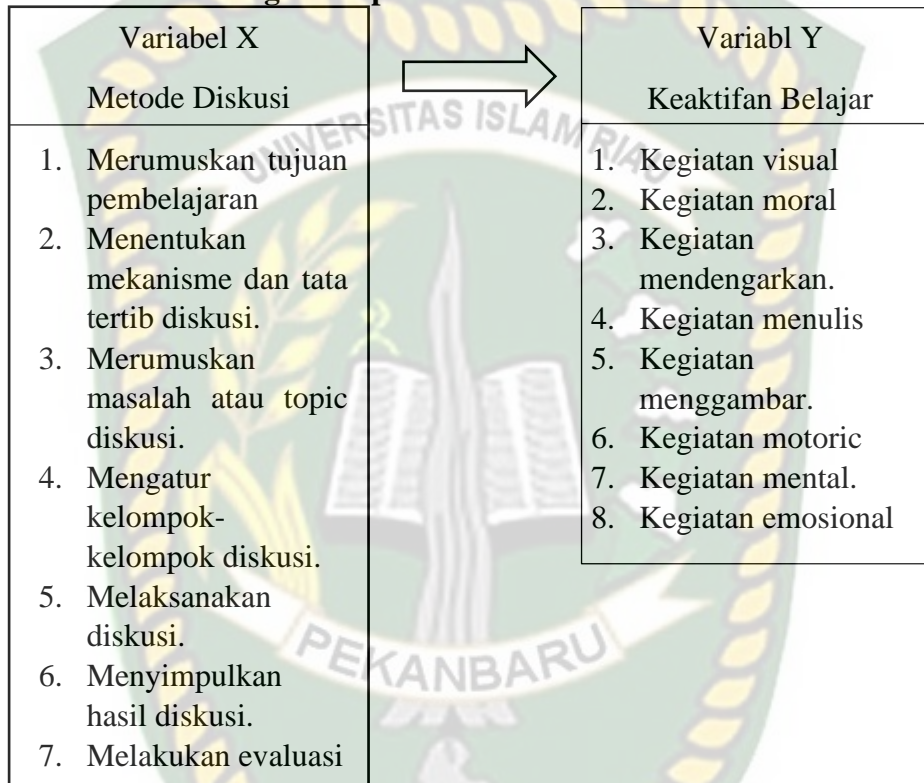 Variabel X
Metode Diskusi
1. Merumuskan tujuan
pembelajaran
2. Menentukan
mekanisme dan tata
tertib diskusi.
3. Merumuskan
masalah atau topic
diskusi.
4. Mengatur
kelompok-
kelompok diskusi.
5. Melaksanakan
diskusi.
6. Menyimpulkan
hasil diskusi.
7. Melakukan evaluasi
Variabl Y
Keaktifan Belajar
1. Kegiatan visual
2. Kegiatan moral
3. Kegiatan
mendengarkan.
4. Kegiatan menulis
5. Kegiatan
menggambar.
6. Kegiatan motoric
7. Kegiatan mental.
8. Kegiatan emosional
UNIVERSITAS ISLAM RIAU
PEKANBARU